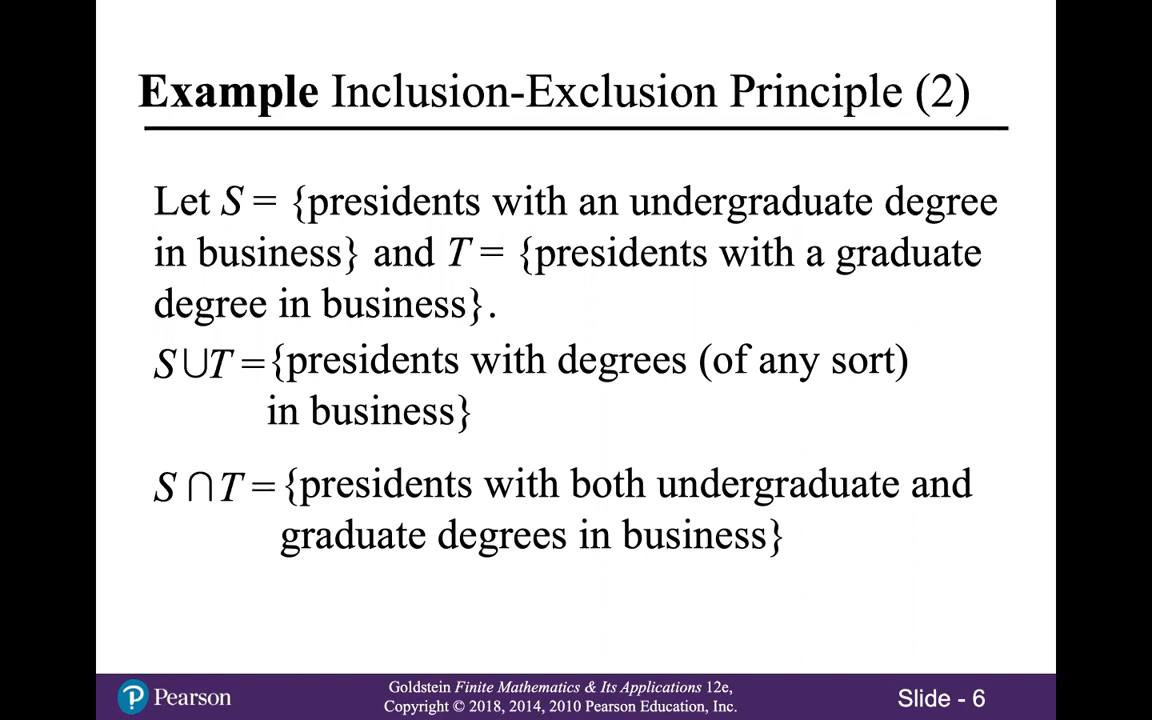 Example Inclusion-Exclusion Principle (2)
Let S = {presidents with an undergraduate degree
in business} and T = {presidents with a graduate
degree in business}.
S∪T = {presidents with degrees (of any sort)
in business}
S ∩ T = {presidents with both undergraduate and
graduate degrees in business}
P Pearson
Goldstein Finite Mathematics & Its Applications 12e,
Copyright © 2018, 2014, 2010 Pearson Education, Inc.
Slide - 6